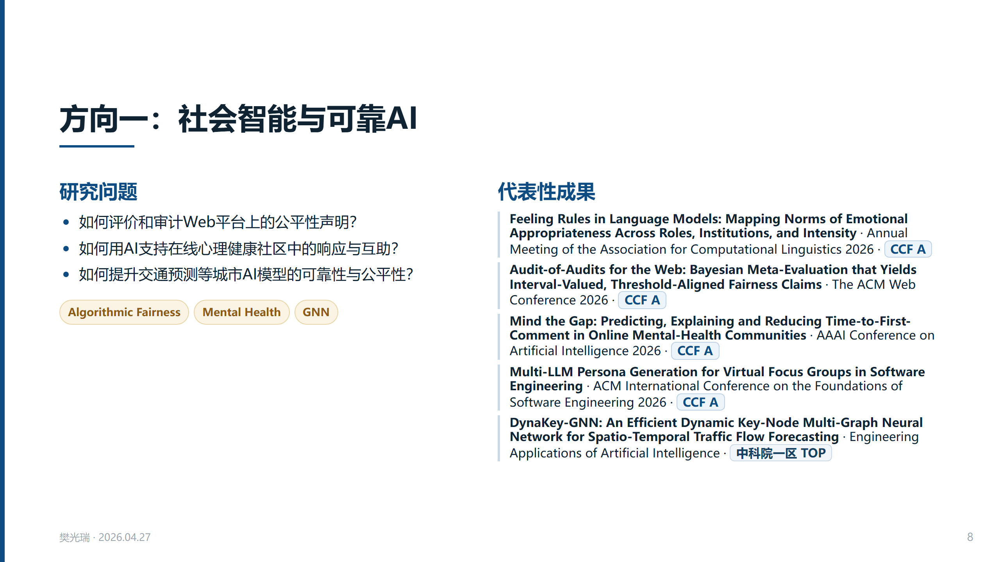 方向一：社会智能与可靠AI
研究问题
• 如何评价和审计Web平台上的公平性声明？
• 如何用AI支持在线心理健康社区中的响应与互助？
• 如何提升交通预测等城市AI模型的可靠性与公平性？
Algorithmic Fairness Mental Health GNN
代表性成果
Feeling Rules in Language Models: Mapping Norms of Emotional
Appropriateness Across Roles, Institutions, and Intensity · Annual
Meeting of the Association for Computational Linguistics 2026 · CCF A
Audit-of-Audits for the Web: Bayesian Meta-Evaluation that Yields
Interval-Valued, Threshold-Aligned Fairness Claims · The ACM Web
Conference 2026 · CCF A
Mind the Gap: Predicting, Explaining and Reducing Time-to-First-
Comment in Online Mental-Health Communities · AAAI Conference on
Artificial Intelligence 2026 · CCF A
Multi-LLM Persona Generation for Virtual Focus Groups in Software
Engineering · ACM International Conference on the Foundations of
Software Engineering 2026 · CCF A
DynaKey-GNN: An Efficient Dynamic Key-Node Multi-Graph Neural
Network for Spatio-Temporal Traffic Flow Forecasting · Engineering
Applications of Artificial Intelligence · 中科院一区 TOP
樊光瑞 · 2026.04.27
8